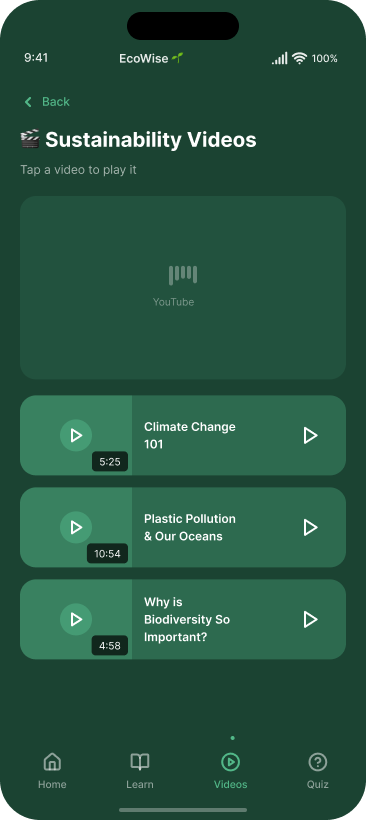 9:41
EcoWise 🌱
100%
Back
🎬 Sustainability Videos
Tap a video to play it
YouTube
5:25
Climate Change
101
10:54
Plastic Pollution
& Our Oceans
4:58
Why is
Biodiversity So
Important?
Home
Learn
Videos
Quiz